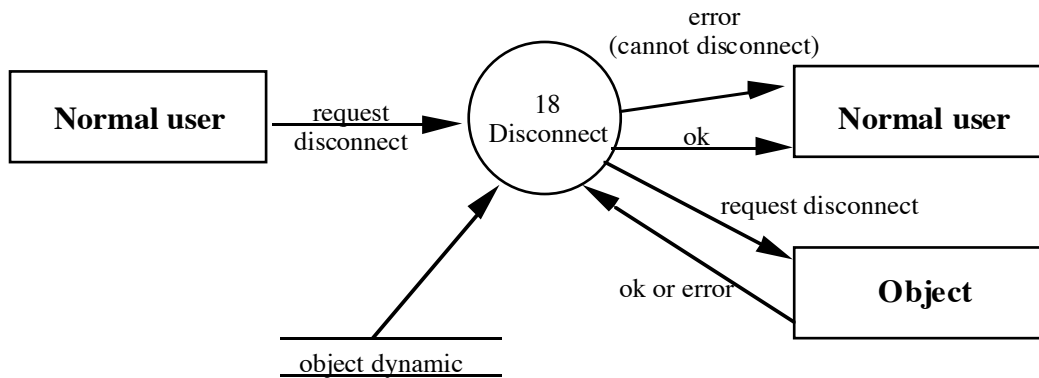 error
(cannot disconnect)
Normal user
request
disconnect
18
Disconnect
ok
Normal user
request disconnect
ok or error
Object
object dynamic